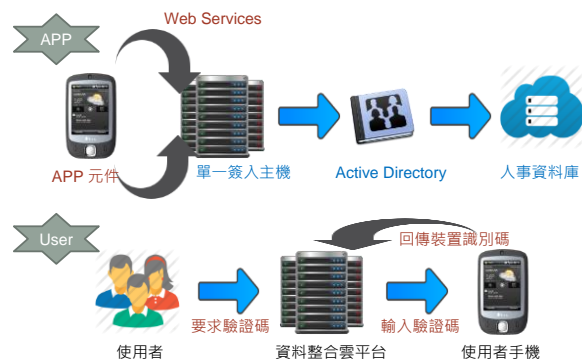 Web Services
APP
APP 元件
單一簽入主機
Active Directory
人事資料庫
User
回傳裝置識別碼
要求驗證碼
輸入驗證碼
使用者
資料整合雲平台
使用者手機